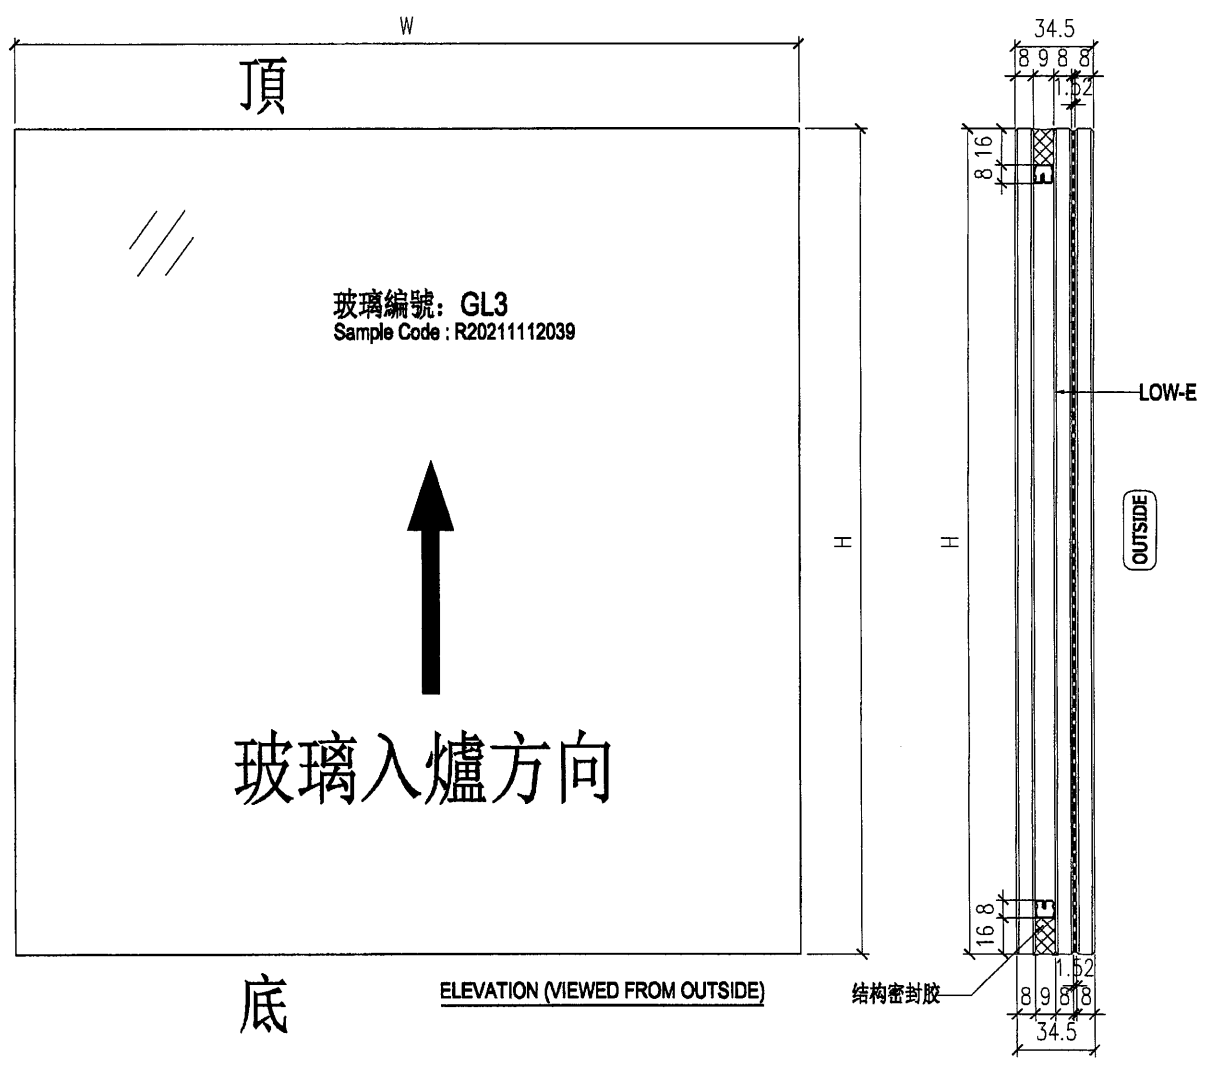 W
頂
玻璃編號：GL3
Sample Code : R20211112039
H
玻璃入爐方向
底
ELEVATION (VIEWED FROM OUTSIDE)
34.5
8 9 8 8
1.52
16
8
LOW-E
H
OUTSIDE
8
16
结构密封胶
1.52
8 9 8 8
34.5